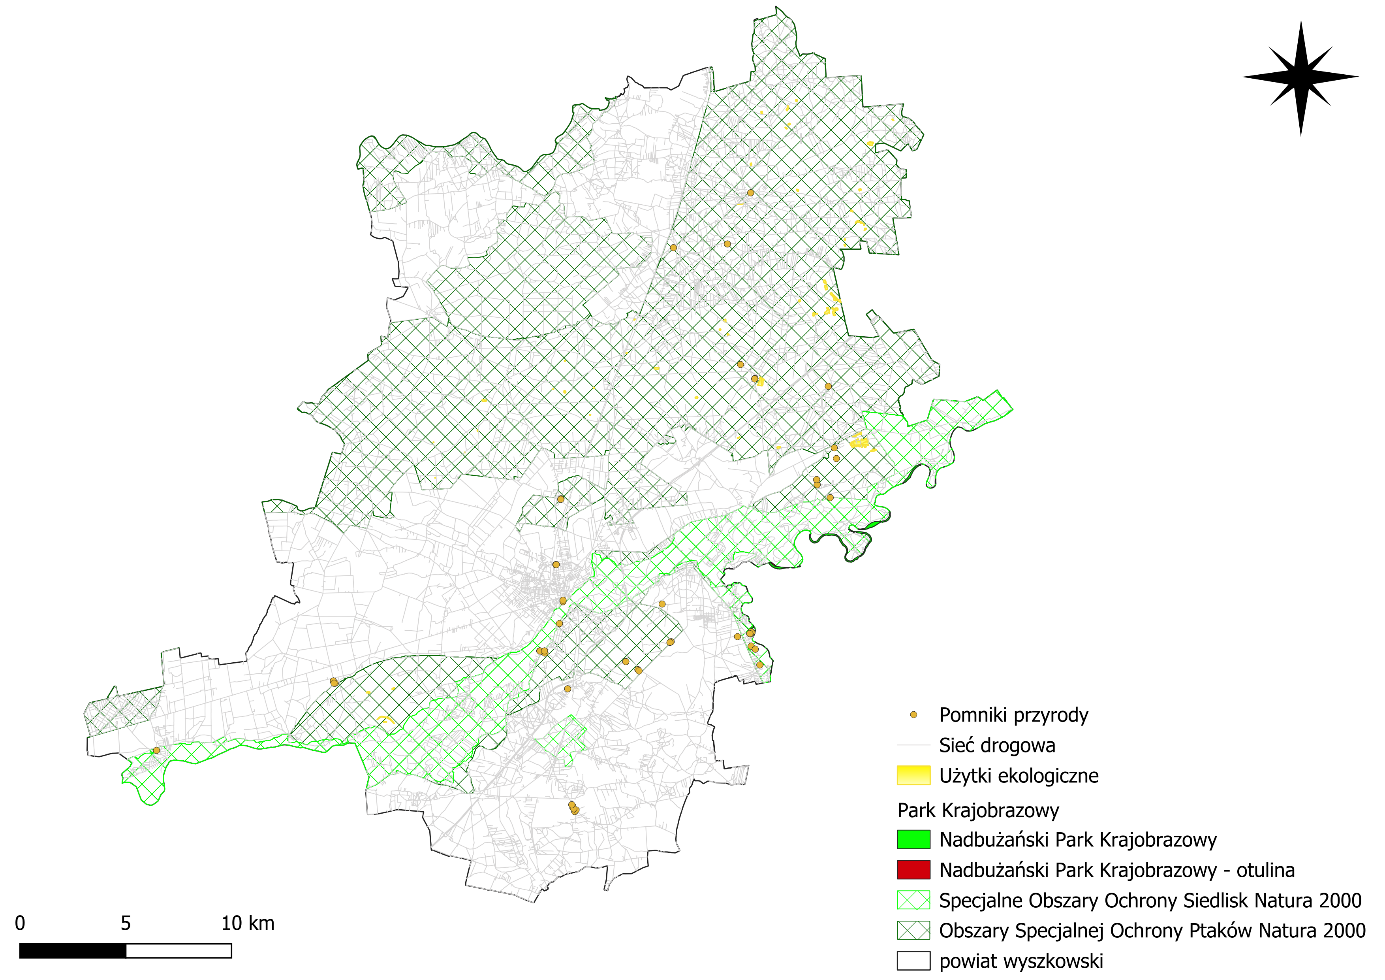 Pomniki przyrody
Sieć drogowa
Użytki ekologiczne
Park Krajobrazowy
Nadbużański Park Krajobrazowy
Nadbużański Park Krajobrazowy - otulina
Specjalne Obszary Ochrony Siedlisk Natura 2000
Obszary Specjalnej Ochrony Ptaków Natura 2000
powiat wyszkowski
0 5 10 km